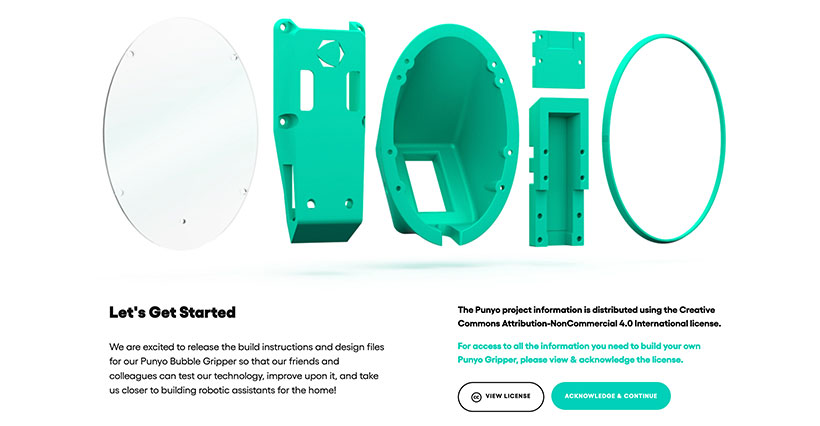 Let's Get Started
We are excited to release the build instructions and design files
for our Punyo Bubble Gripper so that our friends and
colleagues can test our technology, improve upon it, and take
us closer to building robotic assistants for the home!
The Punyo project information is distributed using the Creative
Commons Attribution-NonCommercial 4.0 International license.
For access to all the information you need to build your own
Punyo Gripper, please view & acknowledge the license.
cc VIEW LICENSE
ACKNOWLEDGE & CONTINUE